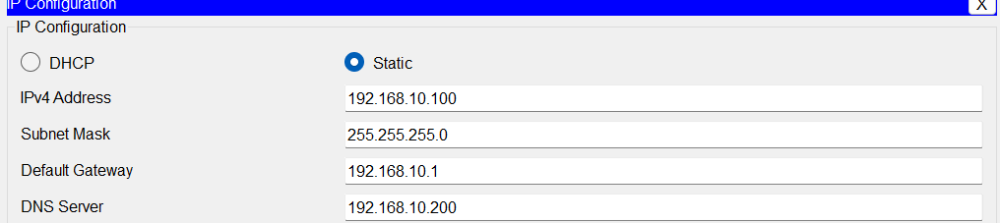 IP Configuration
X
IP Configuration
DHCP Static
IPv4 Address 192.168.10.100
Subnet Mask 255.255.255.0
Default Gateway 192.168.10.1
DNS Server 192.168.10.200